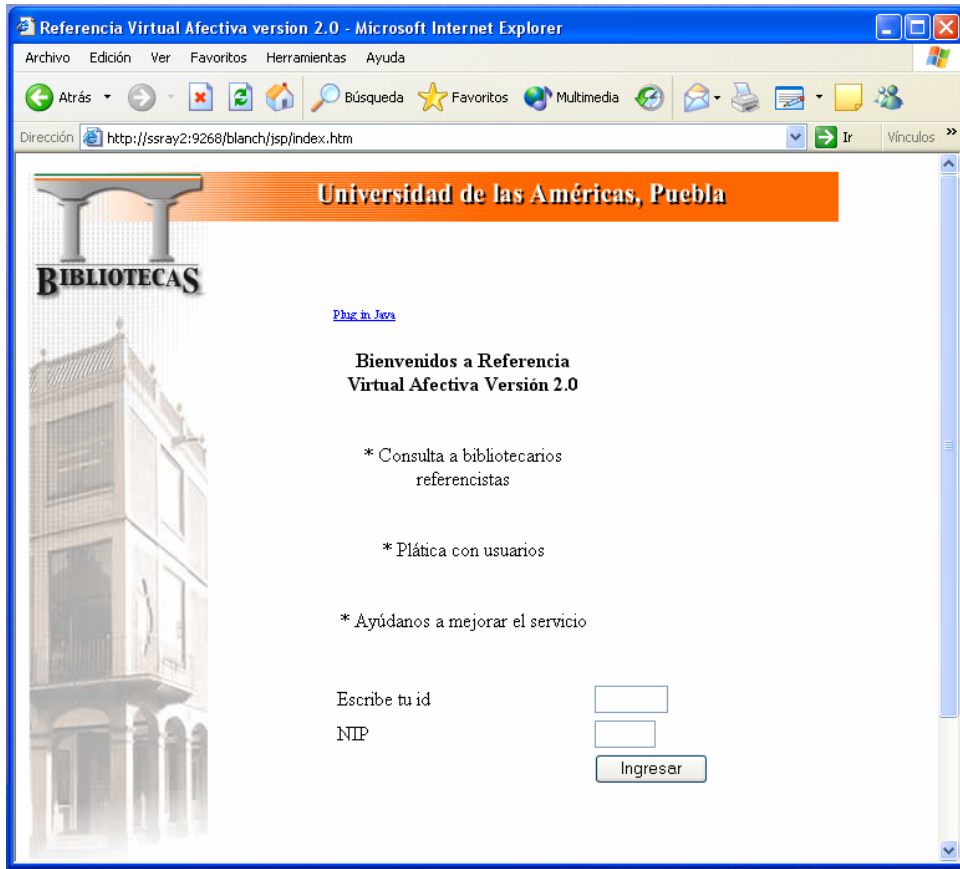 Referencia Virtual Afectiva version 2.0 - Microsoft Internet Explorer
Archivo Edición Ver Favoritos Herramientas Ayuda
Atrás Búsqueda Favoritos Multimedia
Dirección http://ssray2:9268/blanch/jsp/index.htm Ir Vínculos »
Universidad de las Américas, Puebla
BIBLIOTECAS
Plug in Java
Bienvenidos a Referencia
Virtual Afectiva Versión 2.0
* Consulta a bibliotecarios
referencistas
* Plática con usuarios
* Ayúdanos a mejorar el servicio
Escribe tu id
NIP
Ingresar